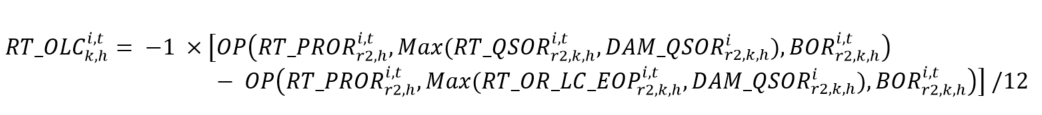 RT_OLC^{i,t}_{k,h} = −1 × [OP(RT_PROR^{i,t}_{r2,h}, Max(RT_QSOR^{i,t}_{r2,k,h}, DAM_QSOR^{i}_{r2,k,h}), BOR^{i,t}_{r2,k,h})
− OP(RT_PROR^{i,t}_{r2,h}, Max(RT_OR_LC_EOP^{i,t}_{r2,k,h}, DAM_QSOR^{i}_{r2,k,h}), BOR^{i,t}_{r2,k,h})] /12